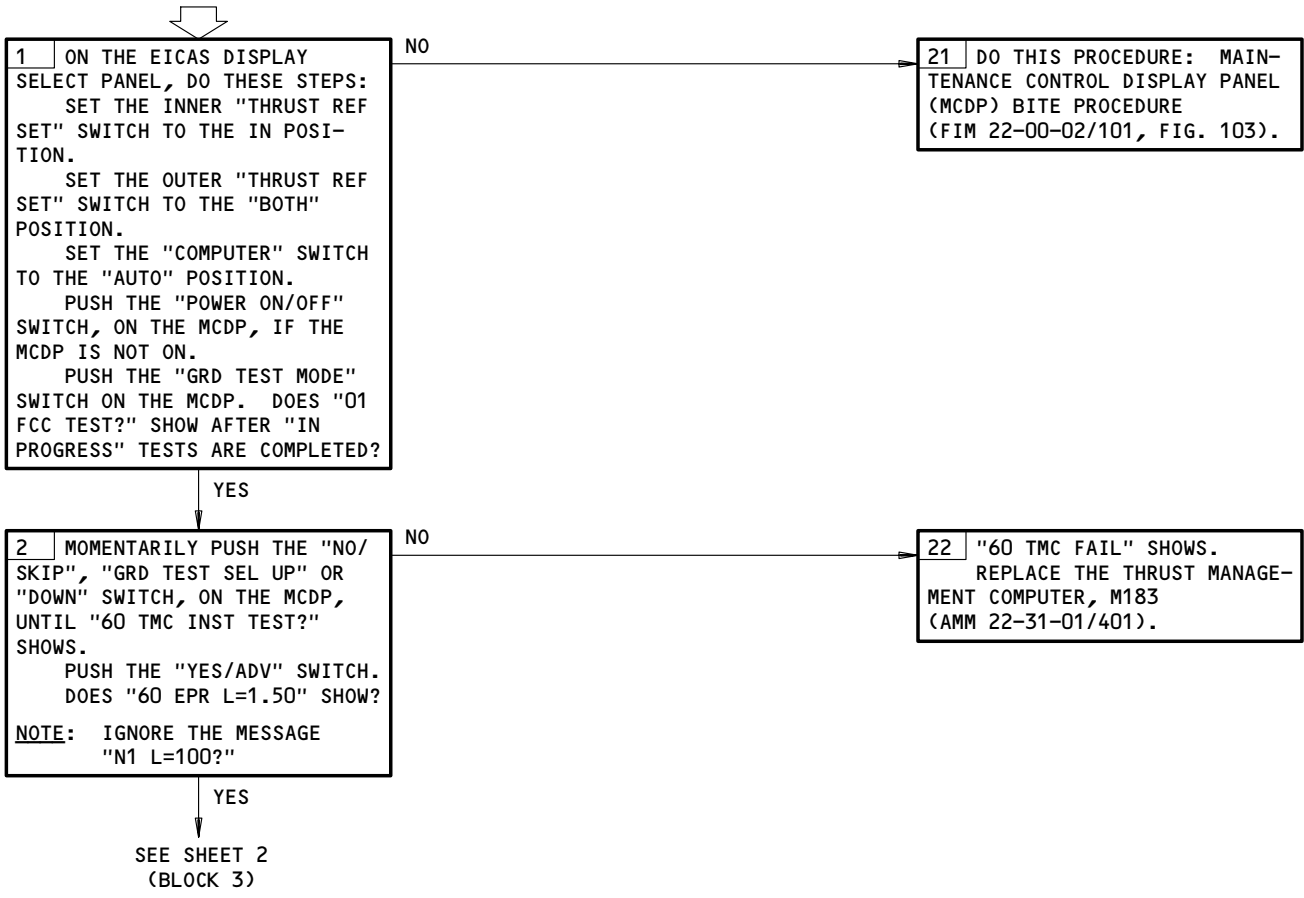 1 ON THE EICAS DISPLAY
SELECT PANEL, DO THESE STEPS:
SET THE INNER "THRUST REF
SET" SWITCH TO THE IN POSI-
TION.
SET THE OUTER "THRUST REF
SET" SWITCH TO THE "BOTH"
POSITION.
SET THE "COMPUTER" SWITCH
TO THE "AUTO" POSITION.
PUSH THE "POWER ON/OFF"
SWITCH, ON THE MCDP, IF THE
MCDP IS NOT ON.
PUSH THE "GRD TEST MODE"
SWITCH ON THE MCDP. DOES "01
FCC TEST?" SHOW AFTER "IN
PROGRESS" TESTS ARE COMPLETED?
NO
21 DO THIS PROCEDURE: MAIN-
TENANCE CONTROL DISPLAY PANEL
(MCDP) BITE PROCEDURE
(FIM 22-00-02/101, FIG. 103).
YES
2 MOMENTARILY PUSH THE "NO/
SKIP", "GRD TEST SEL UP" OR
"DOWN" SWITCH, ON THE MCDP,
UNTIL "60 TMC INST TEST?"
SHOWS.
PUSH THE "YES/ADV" SWITCH.
DOES "60 EPR L=1.50" SHOW?
NOTE: IGNORE THE MESSAGE
"N1 L=100?"
NO
22 "60 TMC FAIL" SHOWS.
REPLACE THE THRUST MANAGE-
MENT COMPUTER, M183
(AMM 22-31-01/401).
YES
SEE SHEET 2
(BLOCK 3)